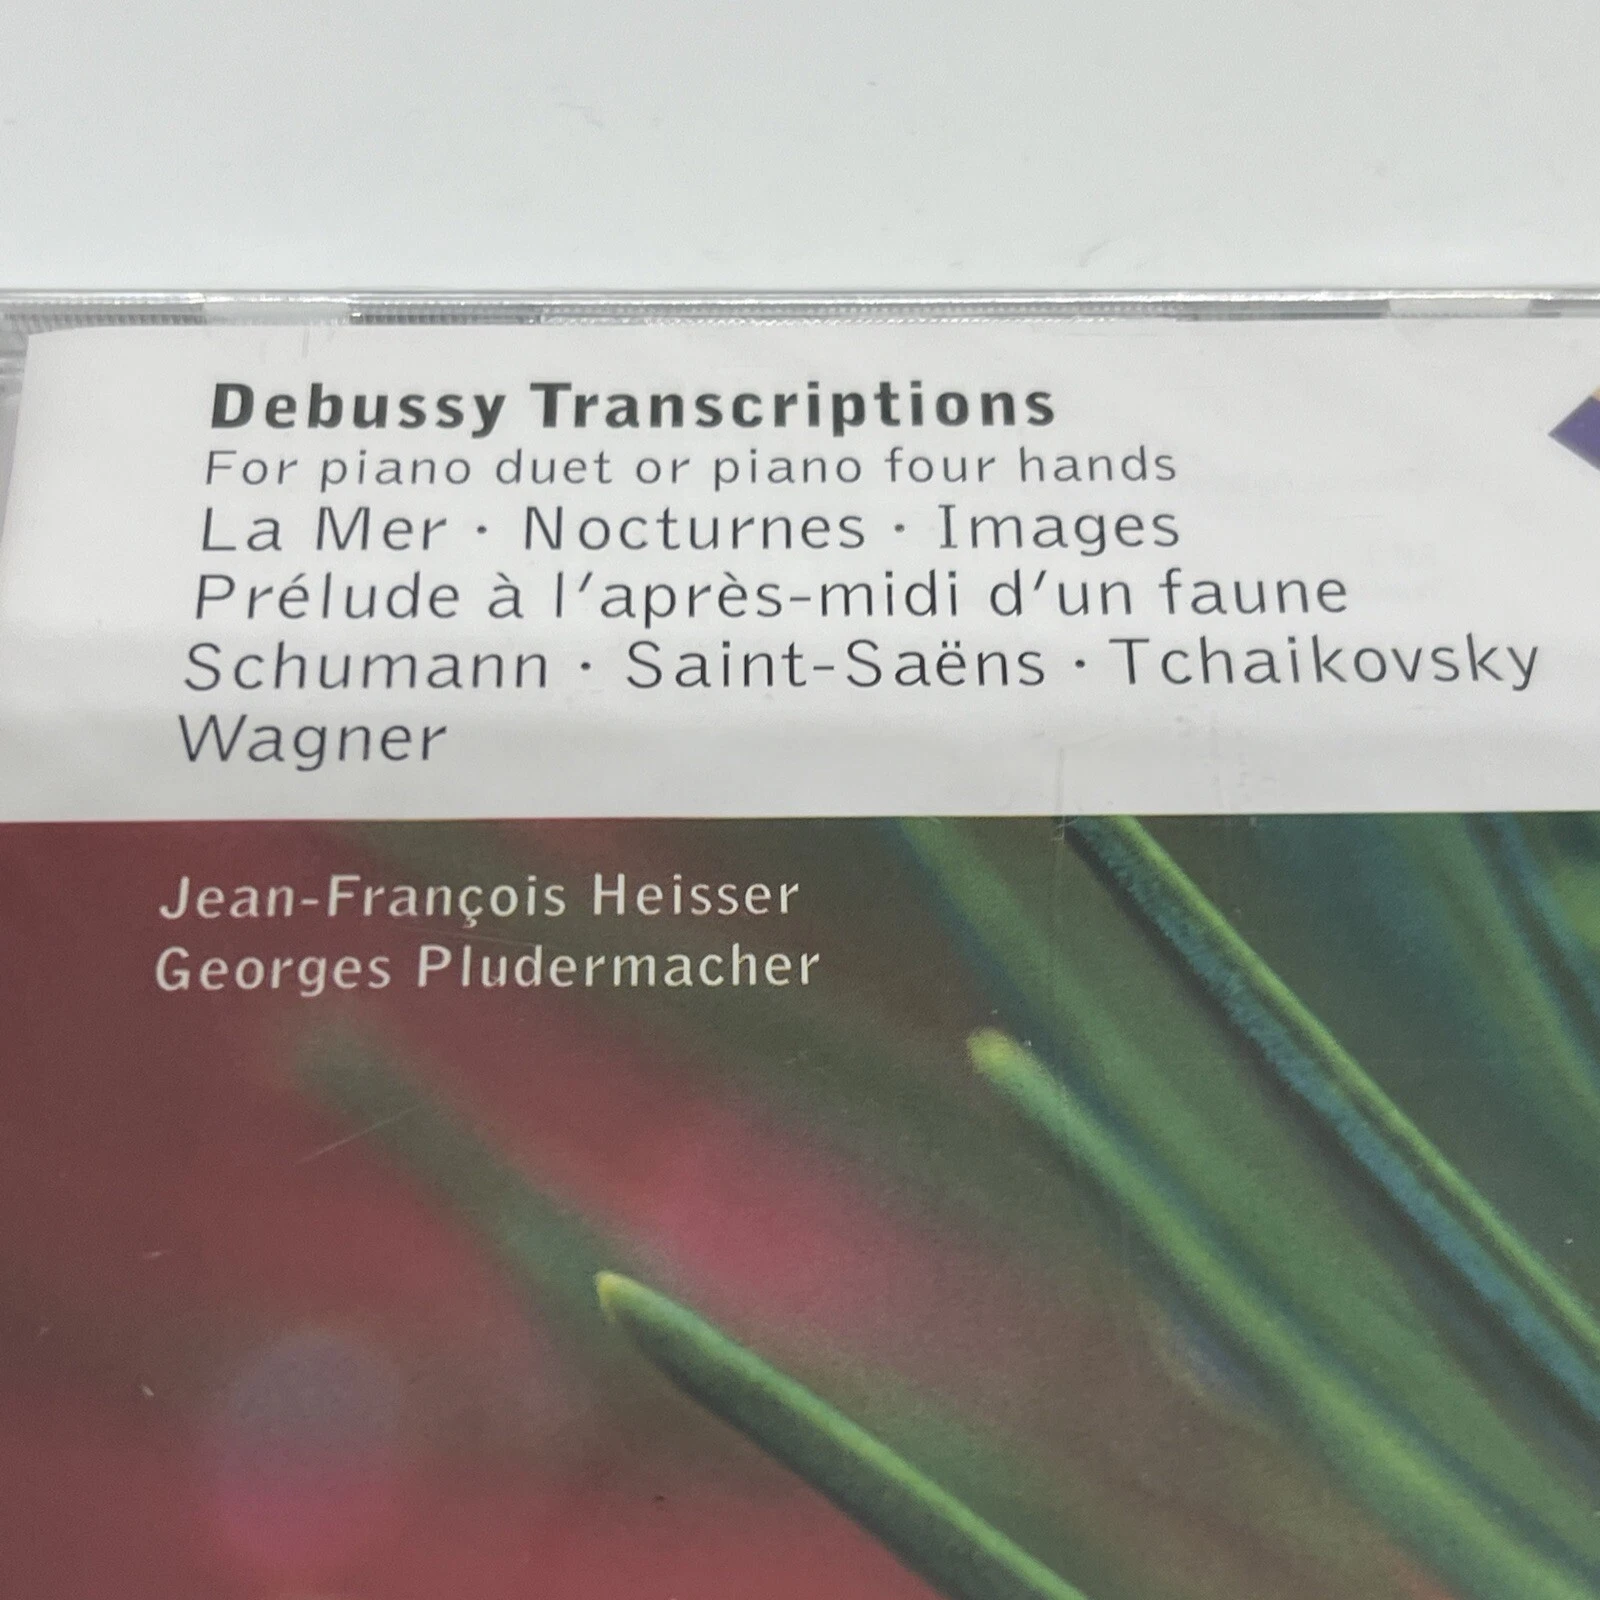 Debussy Transcriptions
For piano duet or piano four hands
La Mer · Nocturnes · Images
Prélude à l'après-midi d'un faune
Schumann · Saint-Saëns · Tchaikovsky
Wagner
Jean-François Heisser
Georges Pludermacher